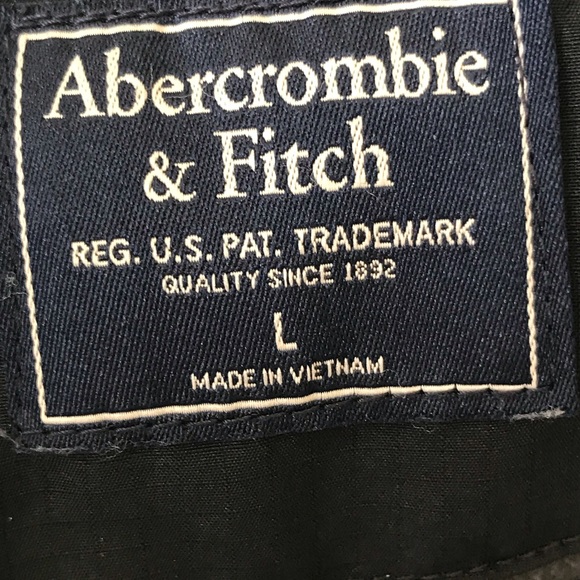 Abercrombie
& Fitch
REG. U.S. PAT. TRADEMARK
QUALITY SINCE 1892
L
MADE IN VIETNAM